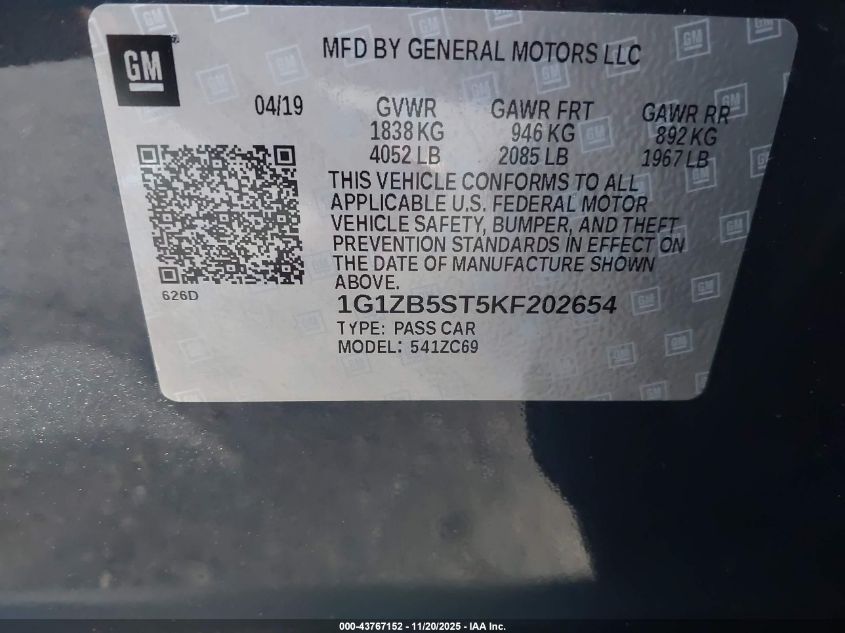 GM
MFD BY GENERAL MOTORS LLC
04/19
GVWR GAWR FRT GAWR RR
1838 KG 946 KG 892 KG
4052 LB 2085 LB 1967 LB
THIS VEHICLE CONFORMS TO ALL
APPLICABLE U.S. FEDERAL MOTOR
VEHICLE SAFETY, BUMPER, AND THEFT
PREVENTION STANDARDS IN EFFECT ON
THE DATE OF MANUFACTURE SHOWN
ABOVE.
626D
1G1ZB5ST5KF202654
TYPE: PASS CAR
MODEL: 541ZC69
000-43767152 - 11/20/2025 - IAA Inc.